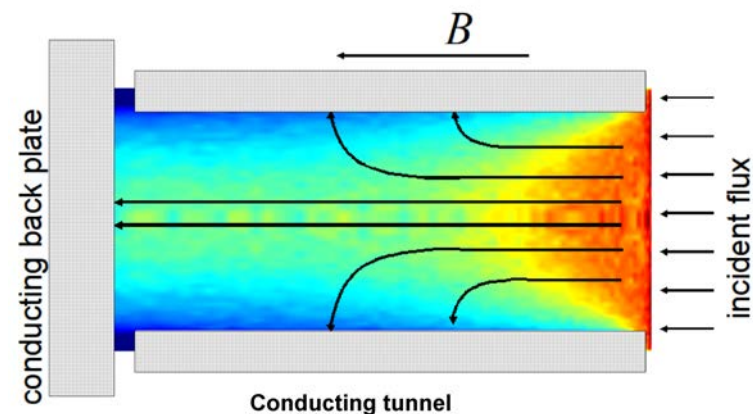 B
conducting back plate
incident flux
Conducting tunnel